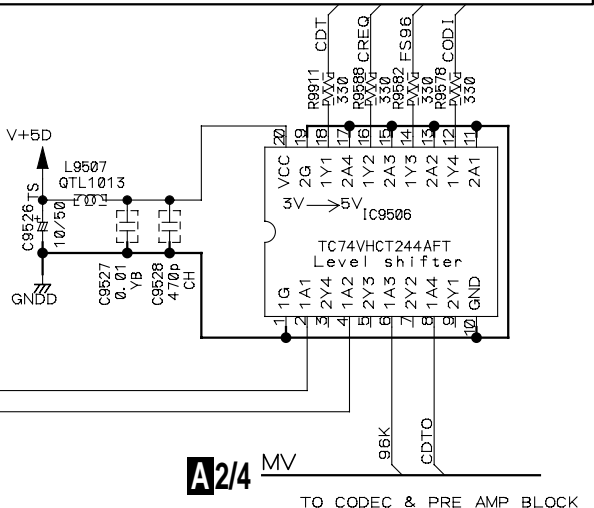 CDT CREQ FS96 CODI
R9911 330 R9588 330 R9582 330 R9578 330
V+5D
L9507
QTL1013
TS
C9526
+
10/50
GNDD
C9527
0.01
YB
C9528
470p
CH
20 19 18 17 16 15 14 13 12 11
VCC 2G 1Y1 2A4 1Y2 2A3 1Y3 2A2 1Y4 2A1
3V → 5V
IC9506
TC74VHCT244AFT
Level shifter
1G 1A1 2Y4 1A2 2Y3 1A3 2Y2 1A4 2Y1 GND
1 2 3 4 5 6 7 8 9 10
96K CDTO
A 2/4 MV
TO CODEC & PRE AMP BLOCK